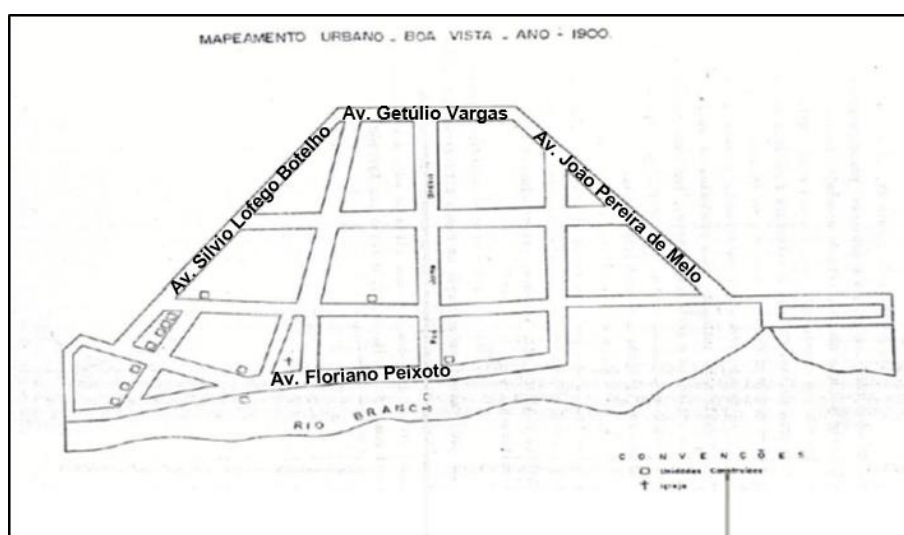 MAPEAMENTO URBANO - BOA VISTA - ANO - 1900.
Av. Getúlio Vargas
Av. Silvio Lofego Botelho
Av. João Pereira de Melo
Av. Floriano Peixoto
RIO BRANCO
CONVENÇÕES
Unidades Construídas
Igreja